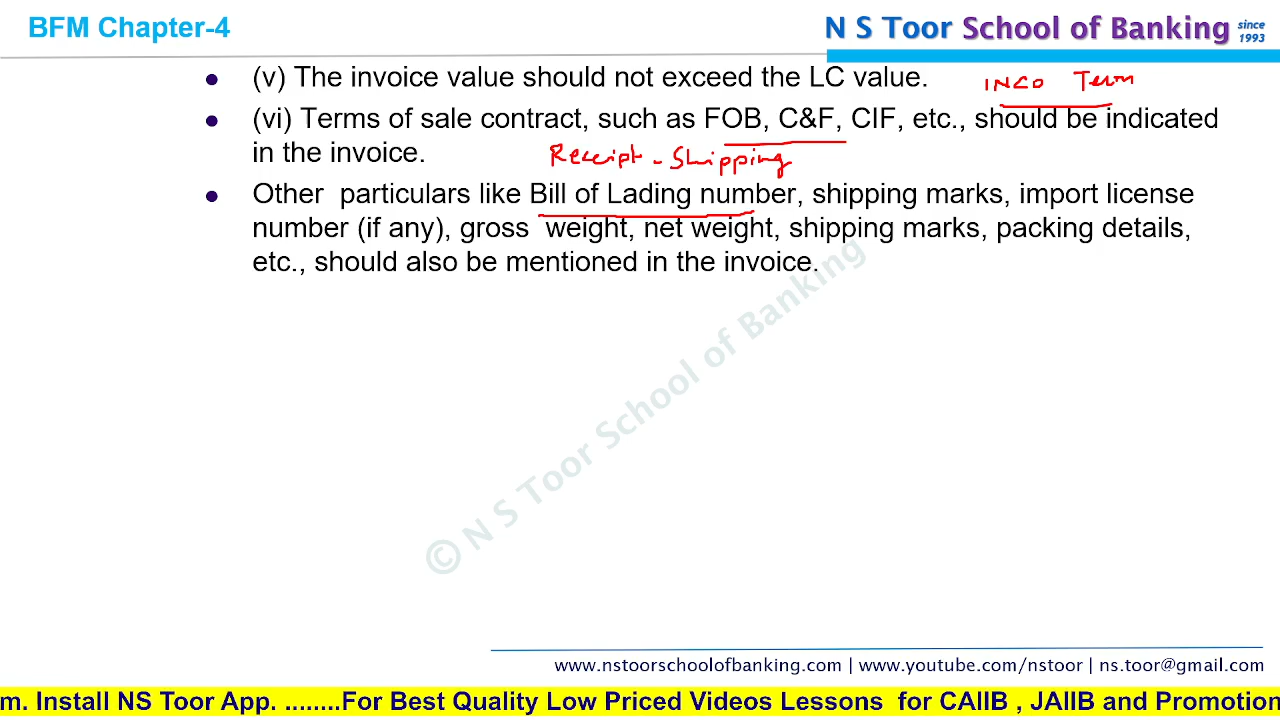 BFM Chapter-4
N S Toor School of Banking since 1993
• (v) The invoice value should not exceed the LC value.
INCO Term
• (vi) Terms of sale contract, such as FOB, C&F, CIF, etc., should be indicated
in the invoice.
Receipt - Shipping
• Other particulars like Bill of Lading number, shipping marks, import license
number (if any), gross weight, net weight, shipping marks, packing details,
etc., should also be mentioned in the invoice.
© N S Toor School of Banking
www.nstoorschoolofbanking.com | www.youtube.com/nstoor | ns.toor@gmail.com
m. Install NS Toor App. ........For Best Quality Low Priced Videos Lessons for CAIIB , JAIIB and Promotion